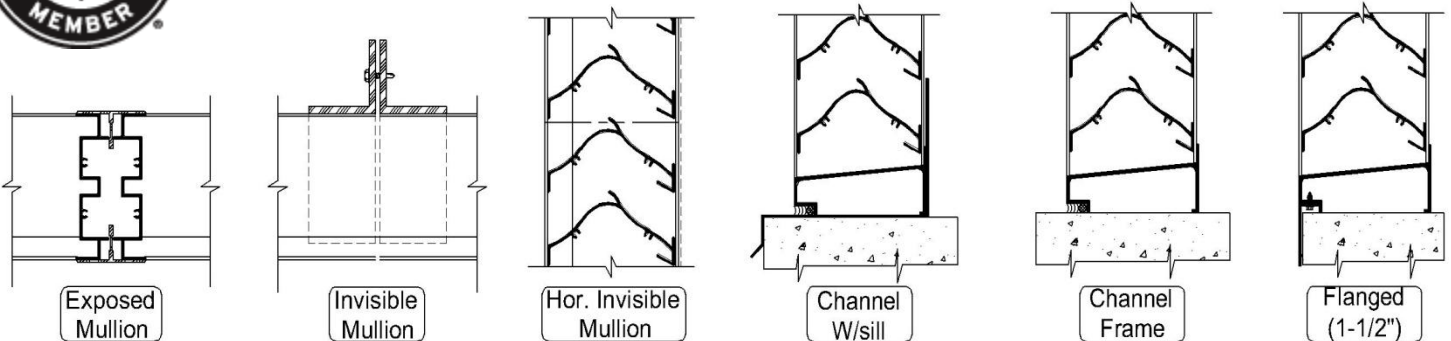 MEMBER
®
Exposed
Mullion
Invisible
Mullion
Hor. Invisible
Mullion
Channel
W/sill
Channel
Frame
Flanged
(1-1/2")